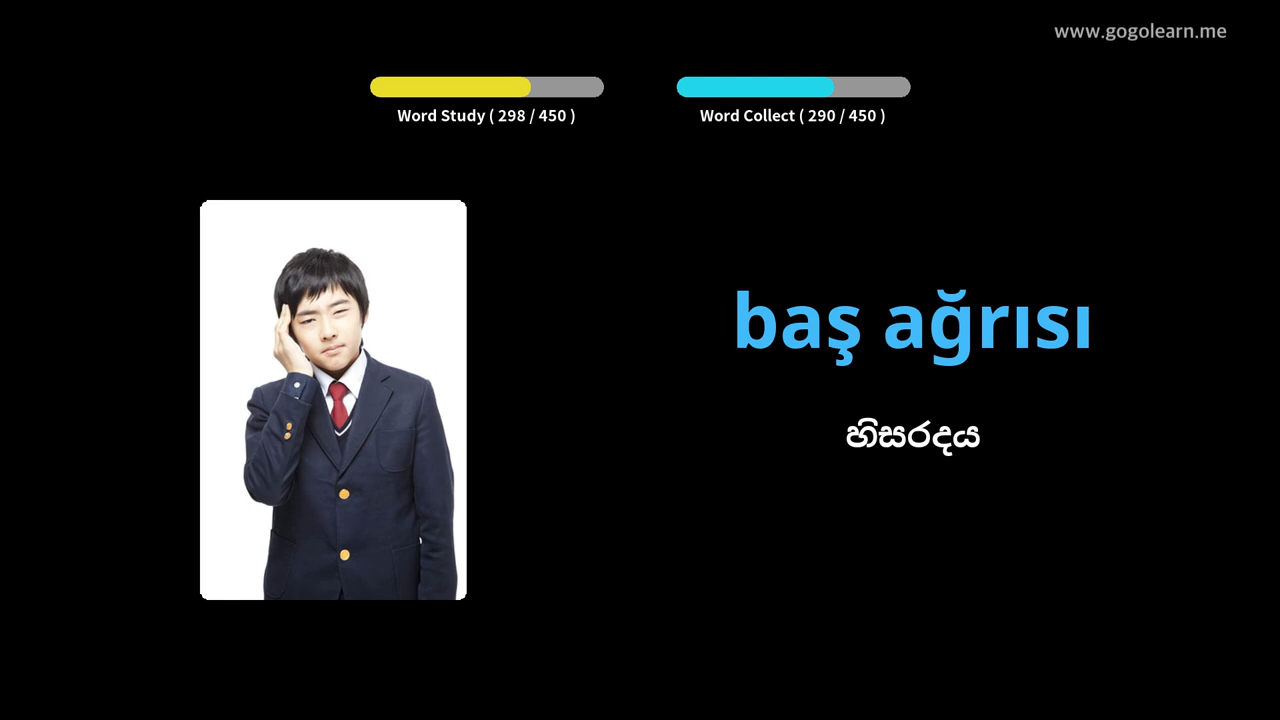 www.gogolearn.me
Word Study ( 298 / 450 )
Word Collect ( 290 / 450 )
baş ağrısı
හිසරදය